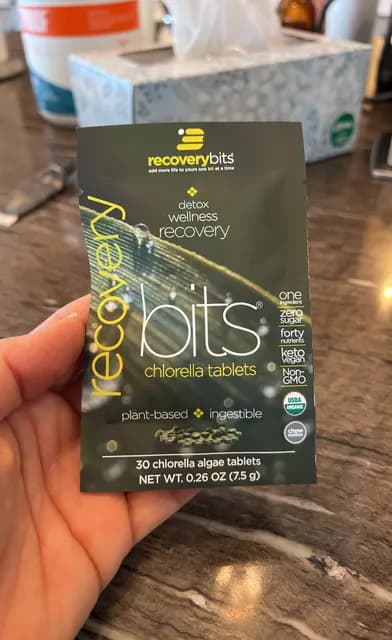 recoverybits
add more life to years one bit at a time
detox
wellness
recovery
recovery
bits®
chlorella tablets
one
ingredient
zero
sugar
forty
nutrients
keto
vegan
Non-
GMO
USDA
ORGANIC
plant-based ingestible
30 chlorella algae tablets
NET WT. 0.26 OZ (7.5 g)